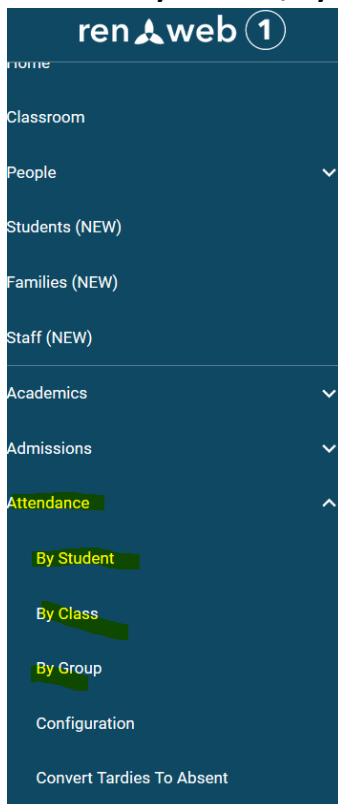 ren web 1
Home
Classroom
People
Students (NEW)
Families (NEW)
Staff (NEW)
Academics
Admissions
Attendance
By Student
By Class
By Group
Configuration
Convert Tardies To Absent